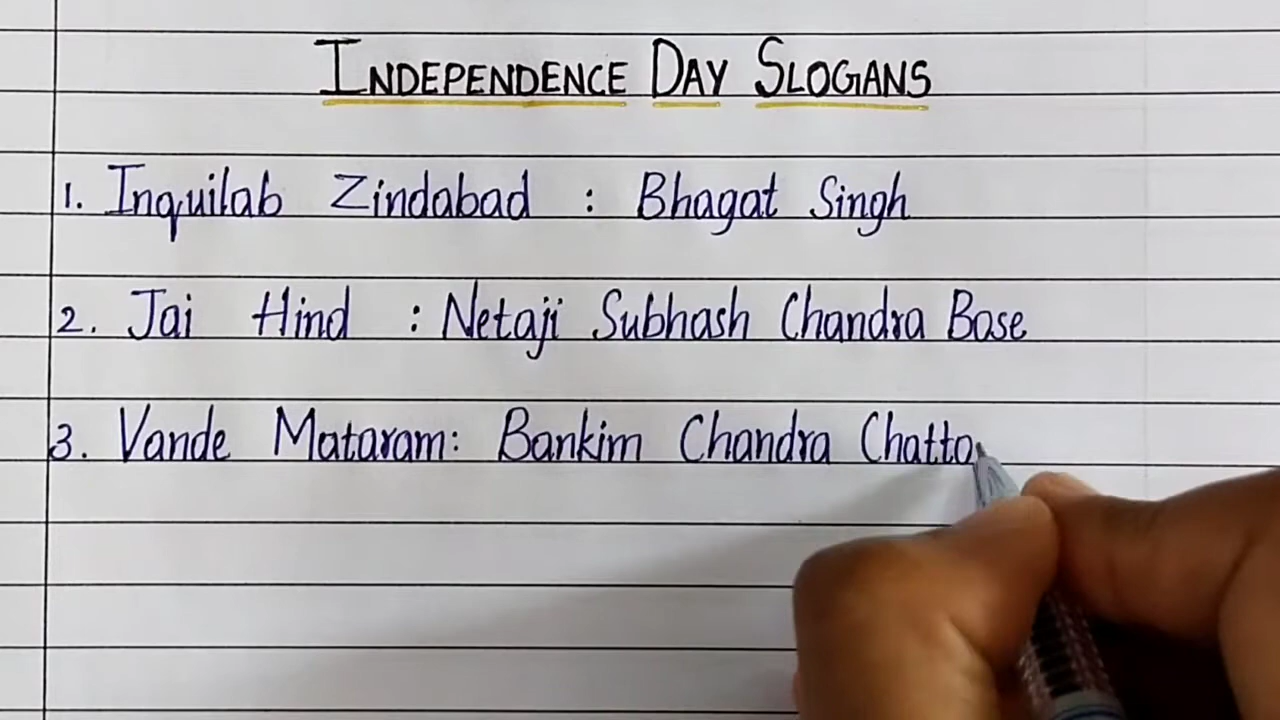 INDEPENDENCE DAY SLOGANS
1. Inquilab Zindabad : Bhagat Singh
2. Jai Hind : Netaji Subhash Chandra Bose
3. Vande Mataram: Bankim Chandra Chatto